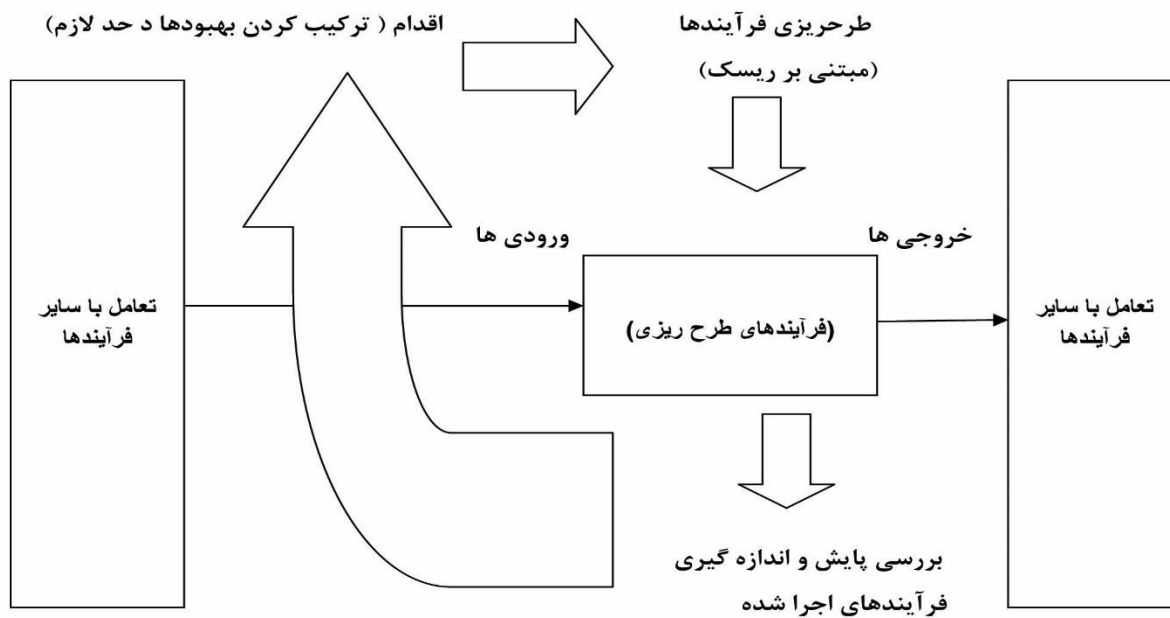 طرحریزی فرآیندها
(مبتنی بر ریسک)
اقدام ( ترکیب کردن بهبودها د حد لازم)
خروجی ها
ورودی ها
تعامل با سایر
فرآیندها
(فرآیندهای طرح ریزی)
تعامل با سایر
فرآیندها
بررسی پایش و اندازه گیری
فرآیندهای اجرا شده